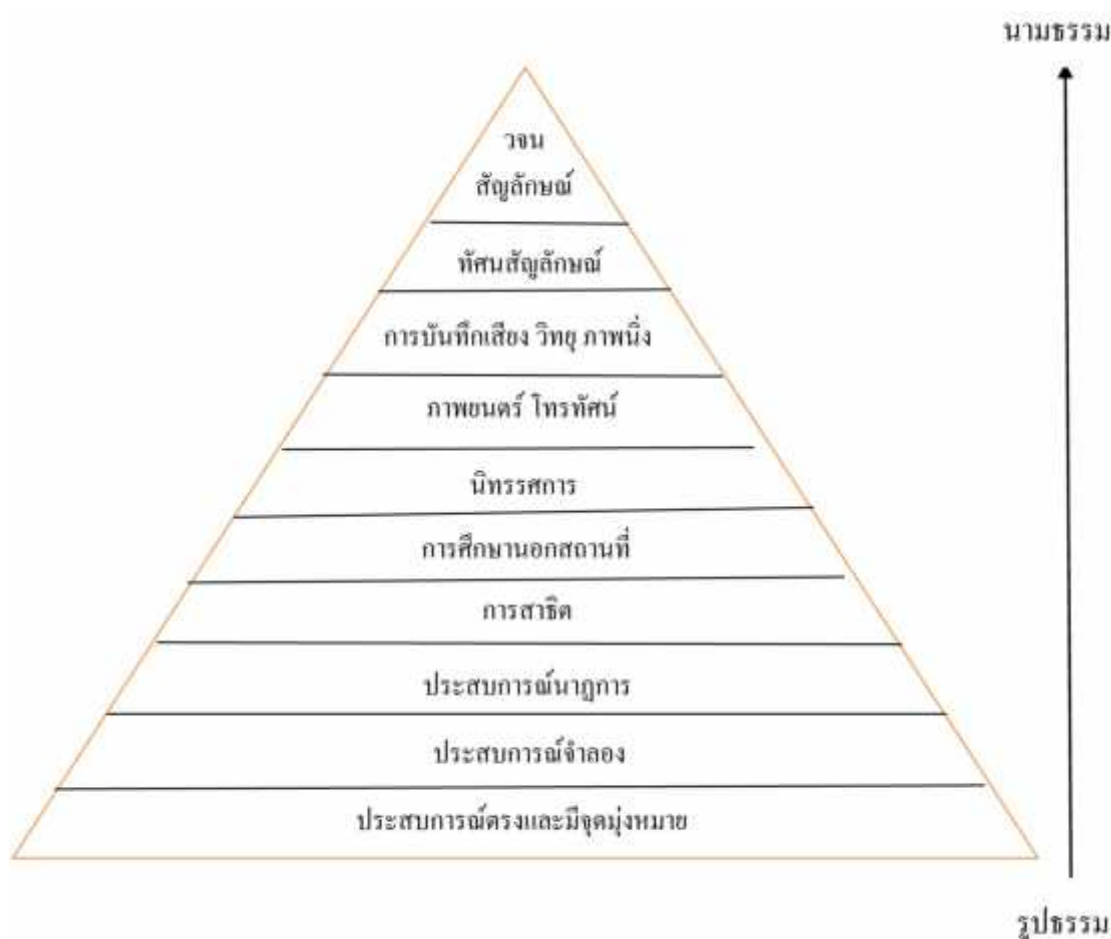 นามธรรม
วจน
สัญลักษณ์
ทัศนสัญลักษณ์
การบันทึกเสียง วิทยุ ภาพนิ่ง
ภาพยนตร์ โทรทัศน์
นิทรรศการ
การศึกษานอกสถานที่
การสาธิต
ประสบการณ์นาฏการ
ประสบการณ์จำลอง
ประสบการณ์ตรงและมีจุดมุ่งหมาย
รูปธรรม